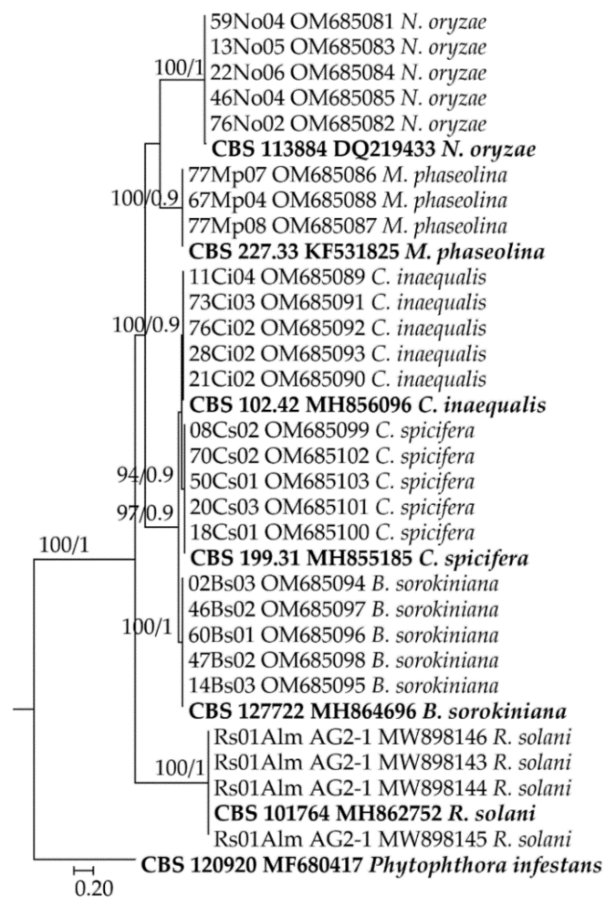 59No04 OM685081 N. oryzae
13No05 OM685083 N. oryzae
100/1
22No06 OM685084 N. oryzae
46No04 OM685085 N. oryzae
76No02 OM685082 N. oryzae
CBS 113884 DQ219433 N. oryzae
77Mp07 OM685086 M. phaseolina
100/0.9
67Mp04 OM685088 M. phaseolina
77Mp08 OM685087 M. phaseolina
CBS 227.33 KF531825 M. phaseolina
11Ci04 OM685089 C. inaequalis
73Ci03 OM685091 C. inaequalis
100/0.9
76Ci02 OM685092 C. inaequalis
28Ci02 OM685093 C. inaequalis
21Ci02 OM685090 C. inaequalis
CBS 102.42 MH856096 C. inaequalis
08Cs02 OM685099 C. spicifera
70Cs02 OM685102 C. spicifera
94/0.9
50Cs01 OM685103 C. spicifera
20Cs03 OM685101 C. spicifera
97/0.9
18Cs01 OM685100 C. spicifera
100/1
CBS 199.31 MH855185 C. spicifera
02Bs03 OM685094 B. sorokiniana
46Bs02 OM685097 B. sorokiniana
100/1
60Bs01 OM685096 B. sorokiniana
47Bs02 OM685098 B. sorokiniana
14Bs03 OM685095 B. sorokiniana
CBS 127722 MH864696 B. sorokiniana
Rs01Alm AG2-1 MW898146 R. solani
Rs01Alm AG2-1 MW898143 R. solani
100/1
Rs01Alm AG2-1 MW898144 R. solani
CBS 101764 MH862752 R. solani
Rs01Alm AG2-1 MW898145 R. solani
CBS 120920 MF680417 Phytophthora infestans
0.20